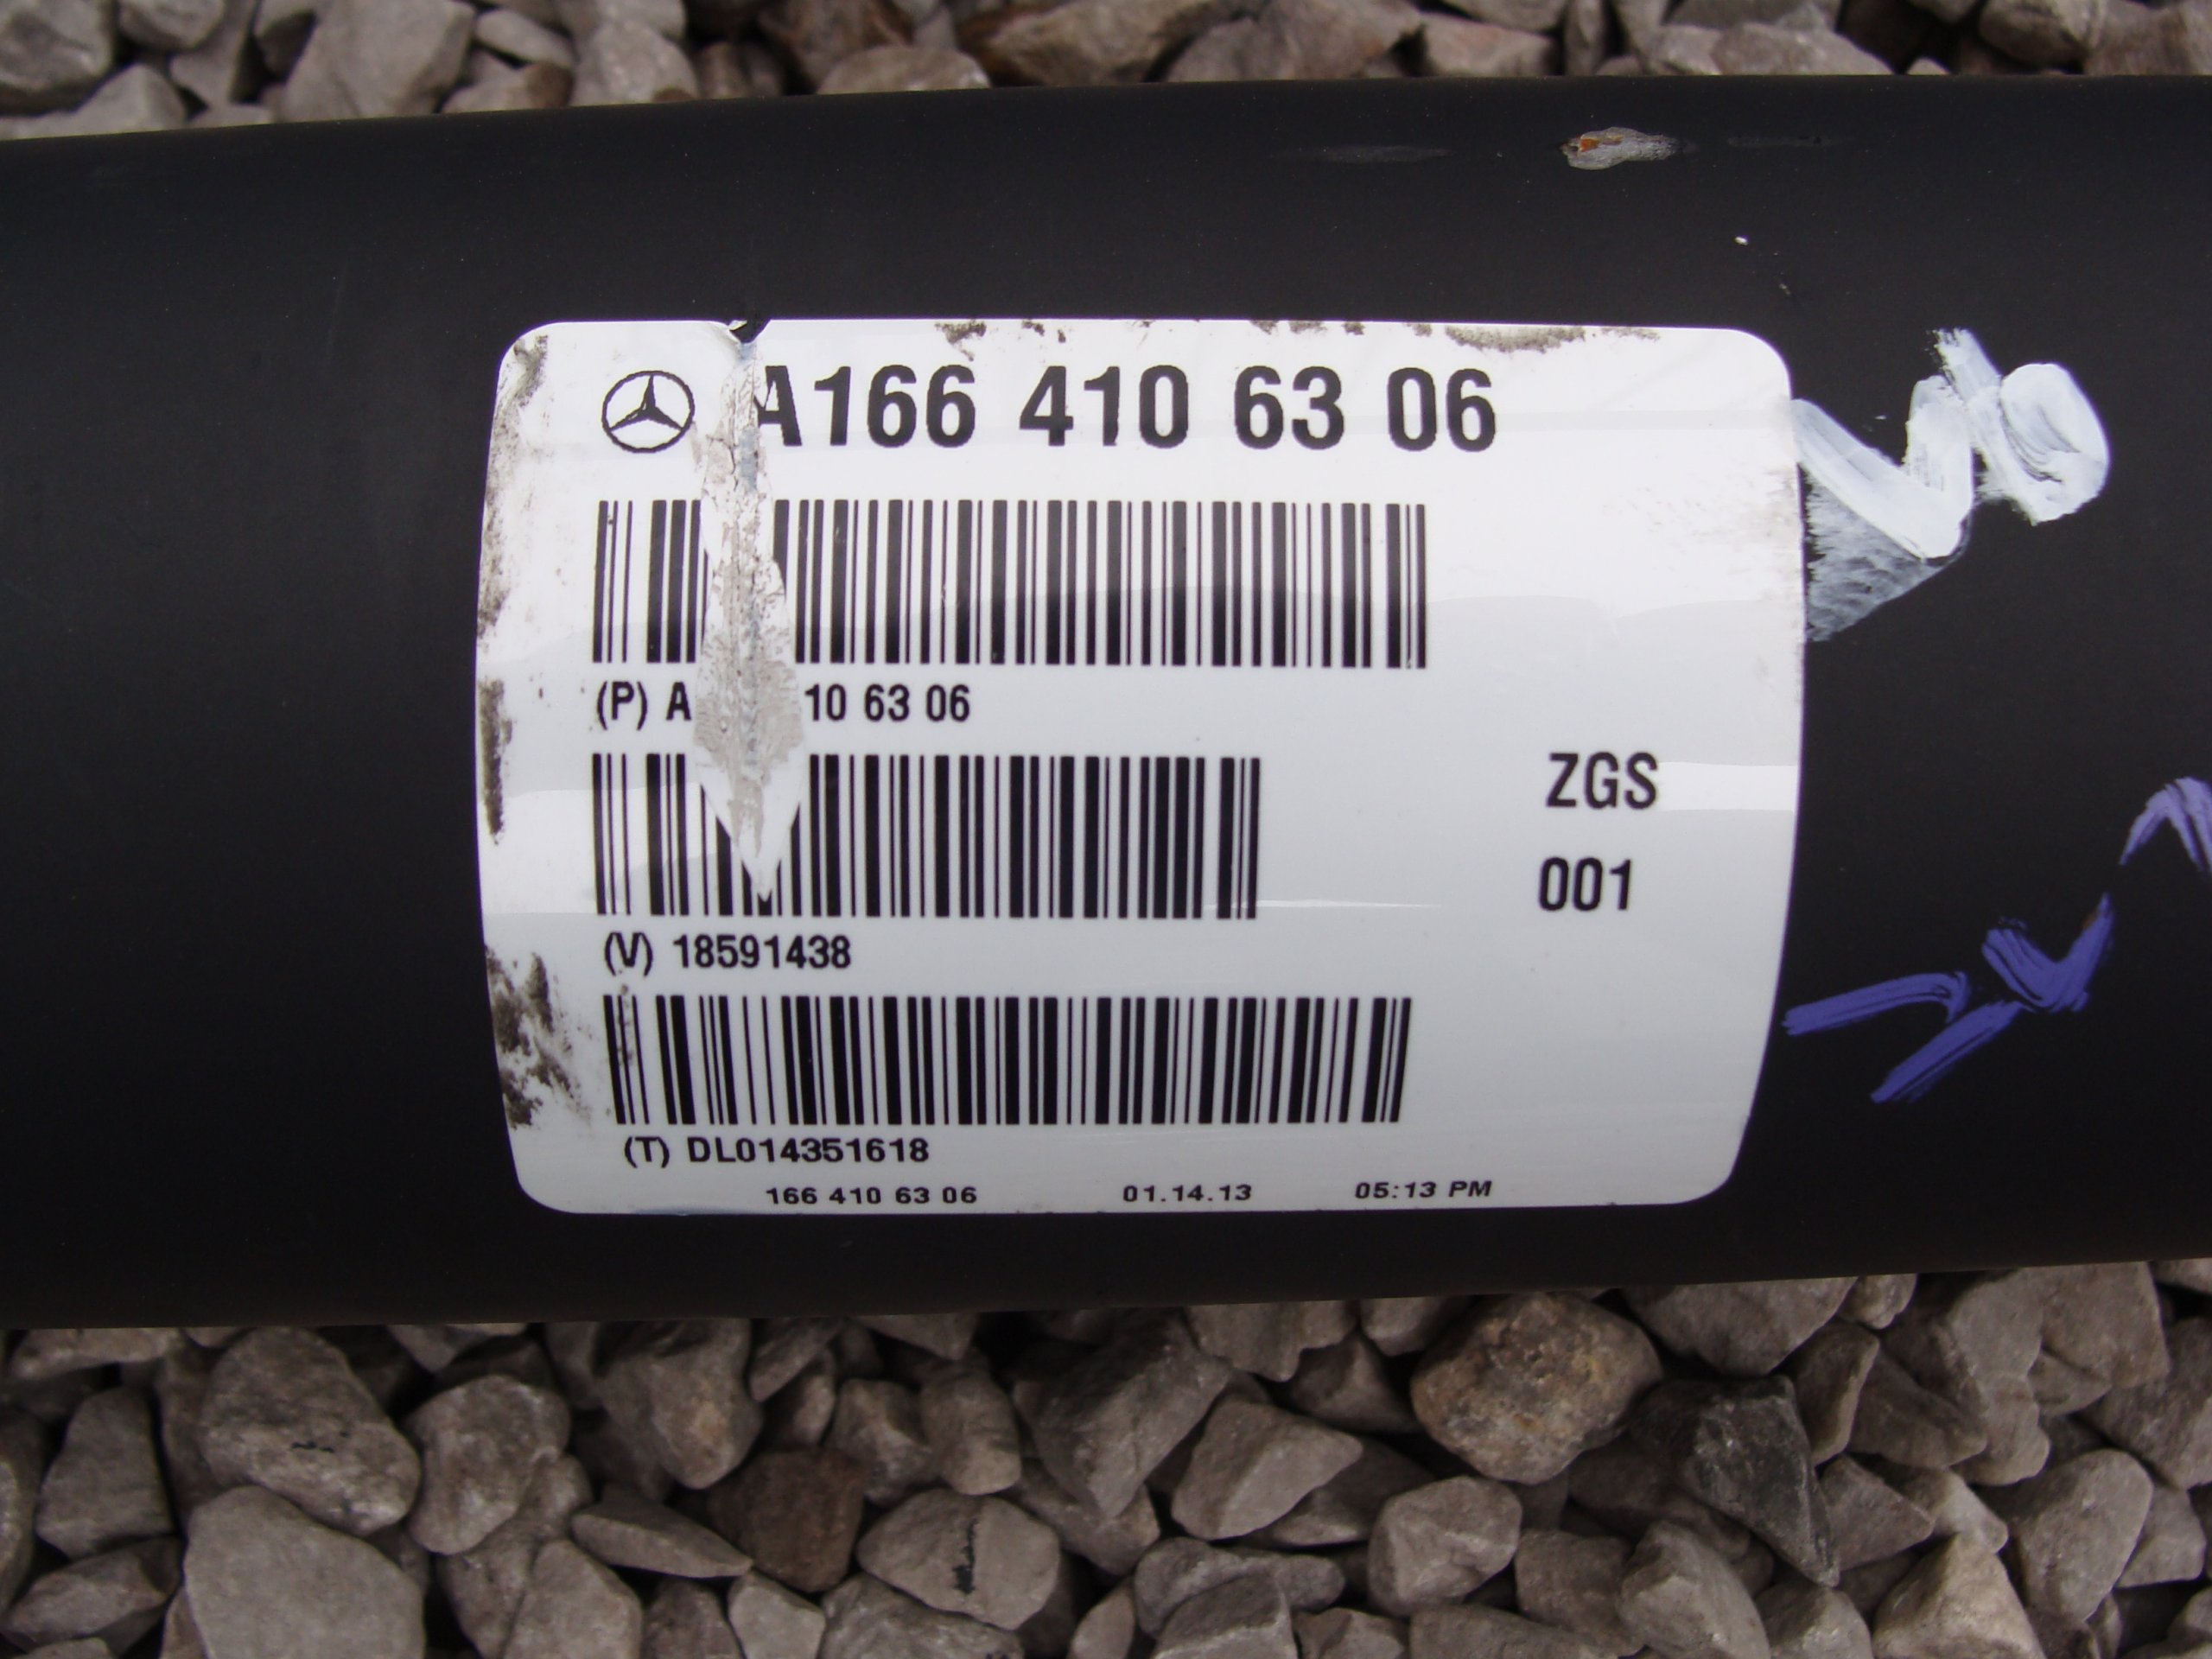 A166 410 63 06
(P) A 10 63 06
ZGS
001
(V) 18591438
(T) DL014351618
166 410 63 06 01.14.13 05:13 PM